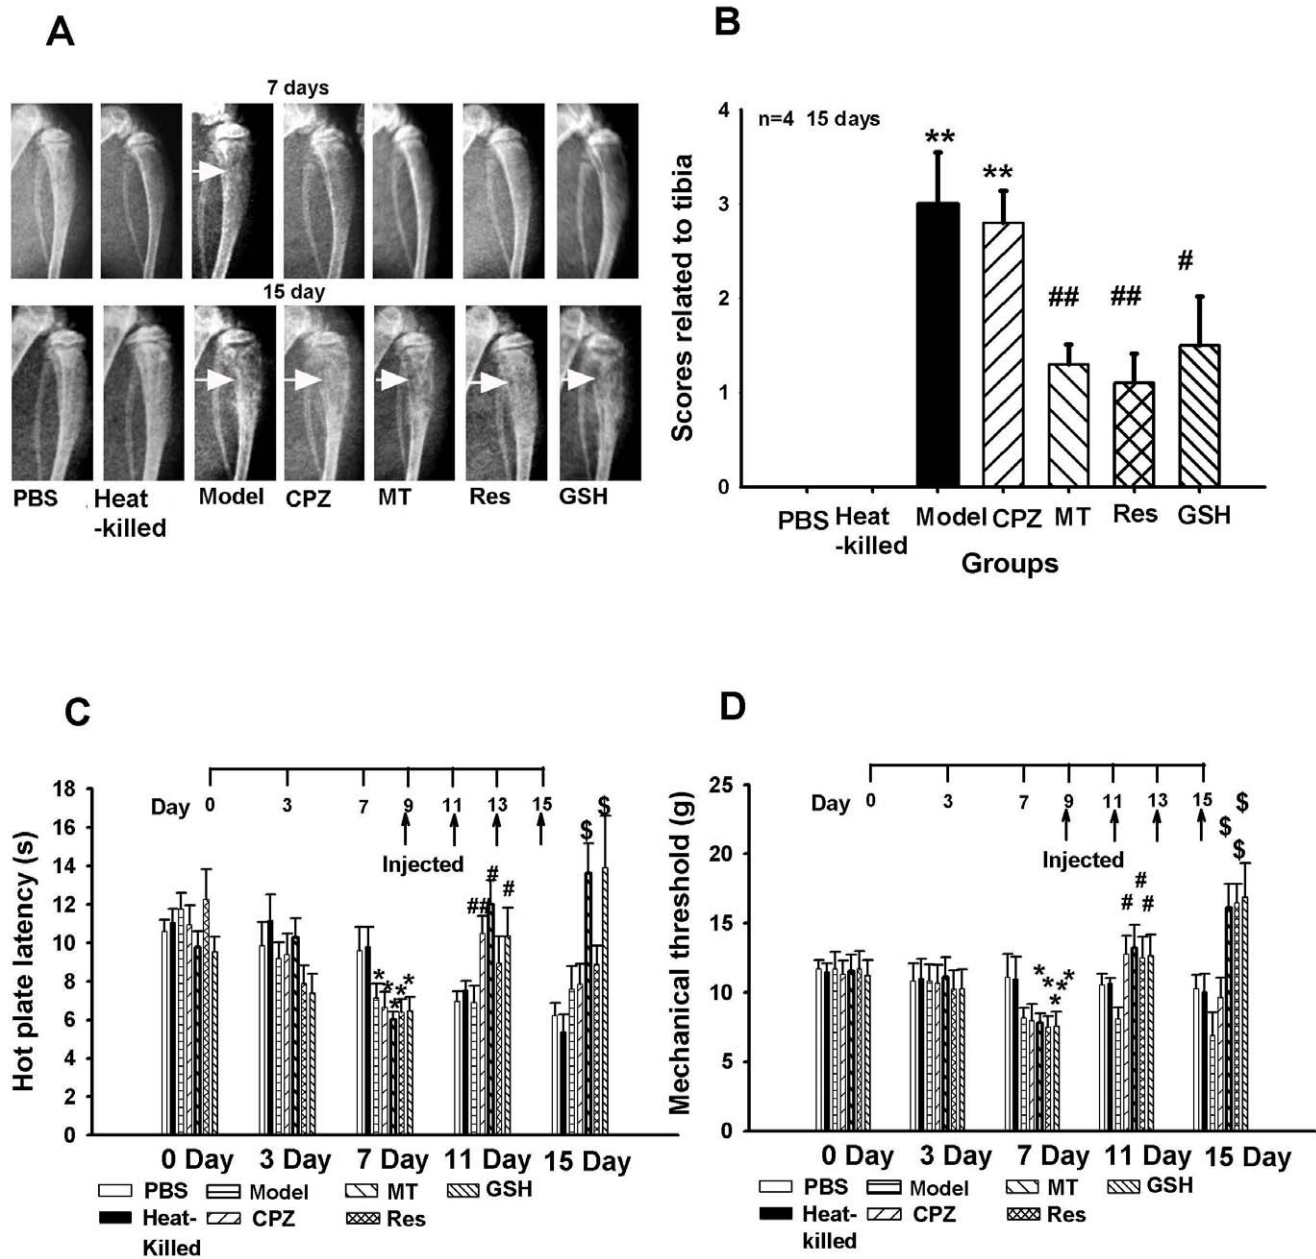 A
7 days
15 day
PBS Heat Model CPZ MT Res GSH
-killed
B
n=4 15 days
Scores related to tibia
4
3
2
1
0
** ** ## ## #
PBS Heat Model CPZ MT Res GSH
-killed
Groups
C
Day 0 3 7 9 11 13 15
Injected
Hot plate latency (s)
18
16
14
12
10
8
6
4
2
0
* * * * *
## # #
$ $
0 Day 3 Day 7 Day 11 Day 15 Day
PBS Model MT GSH
Heat- CPZ Res
Killed
D
Day 0 3 7 9 11 13 15
Injected
Mechanical threshold (g)
25
20
15
10
5
0
* * * * *
# # #
$ $ $
0 Day 3 Day 7 Day 11 Day 15 Day
PBS Model MT GSH
Heat- CPZ Res
killed